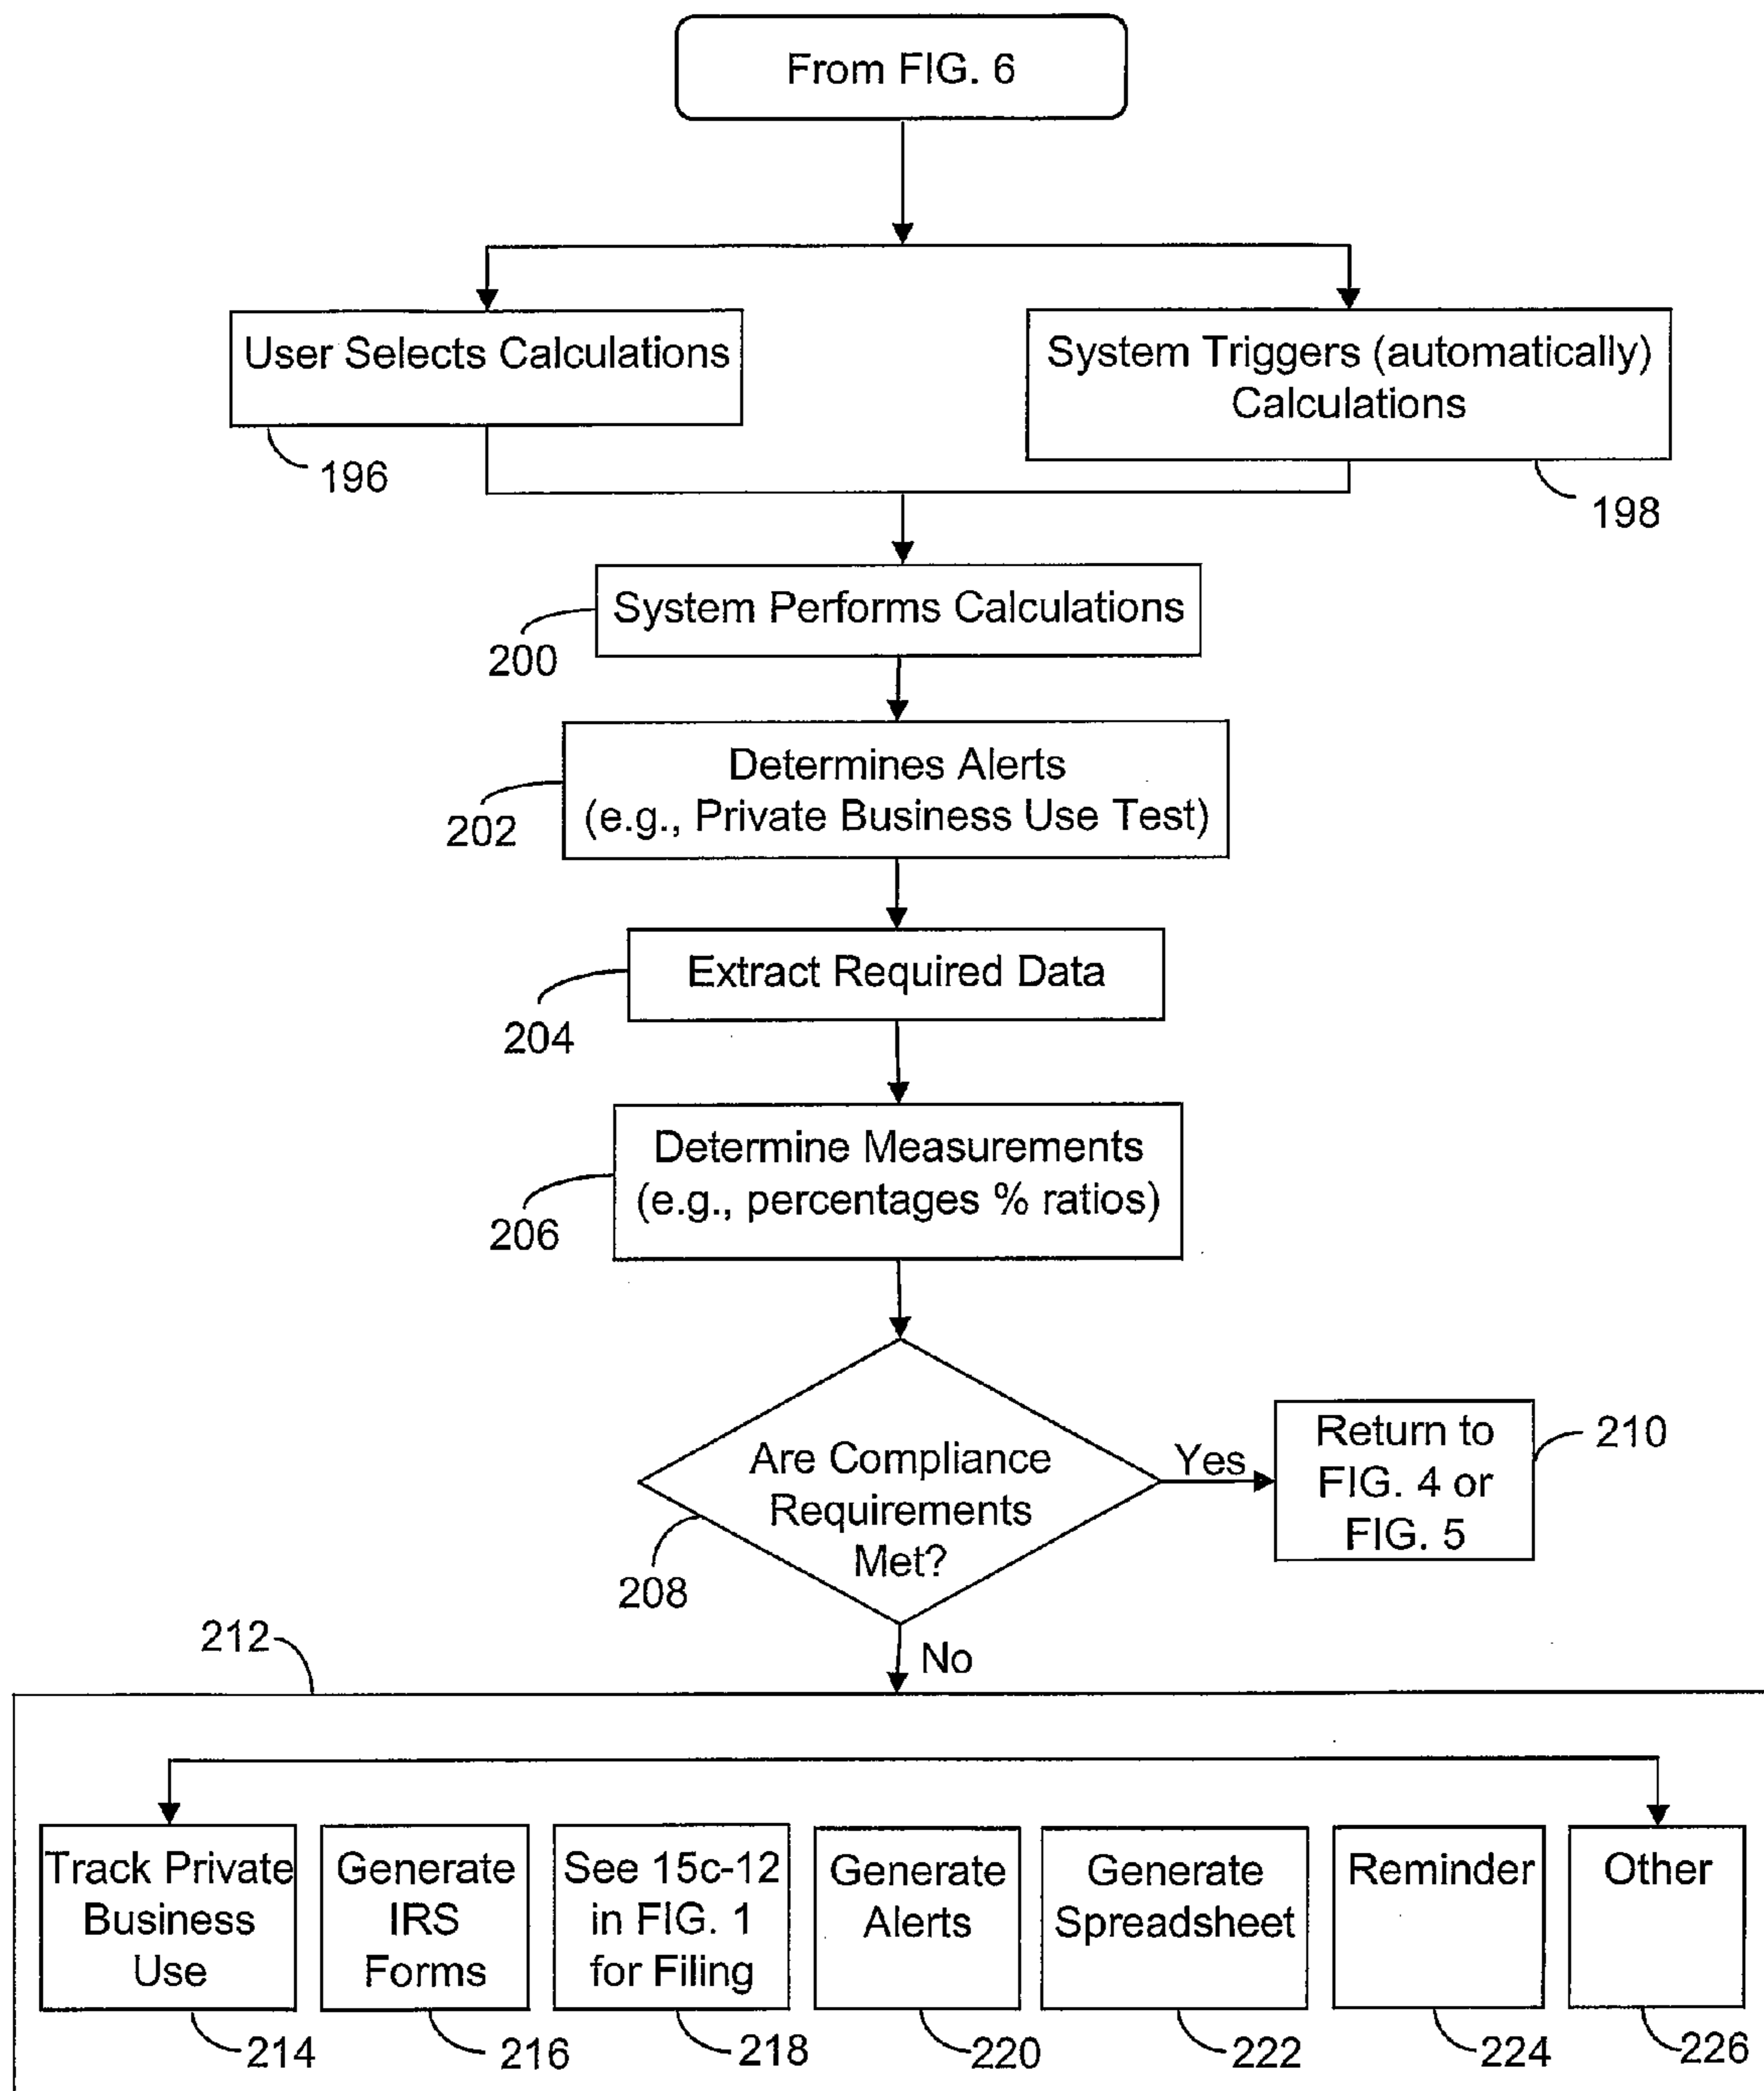 From FIG. 6
User Selects Calculations
196
System Triggers (automatically)
Calculations
198
System Performs Calculations
200
Determines Alerts
(e.g., Private Business Use Test)
202
Extract Required Data
204
Determine Measurements
(e.g., percentages % ratios)
206
Are Compliance
Requirements
Met?
208
Yes
Return to
FIG. 4 or
FIG. 5
210
No
212
Track Private
Business
Use
214
Generate
IRS
Forms
216
See 15c-12
in FIG. 1
for Filing
218
Generate
Alerts
220
Generate
Spreadsheet
222
Reminder
224
Other
226